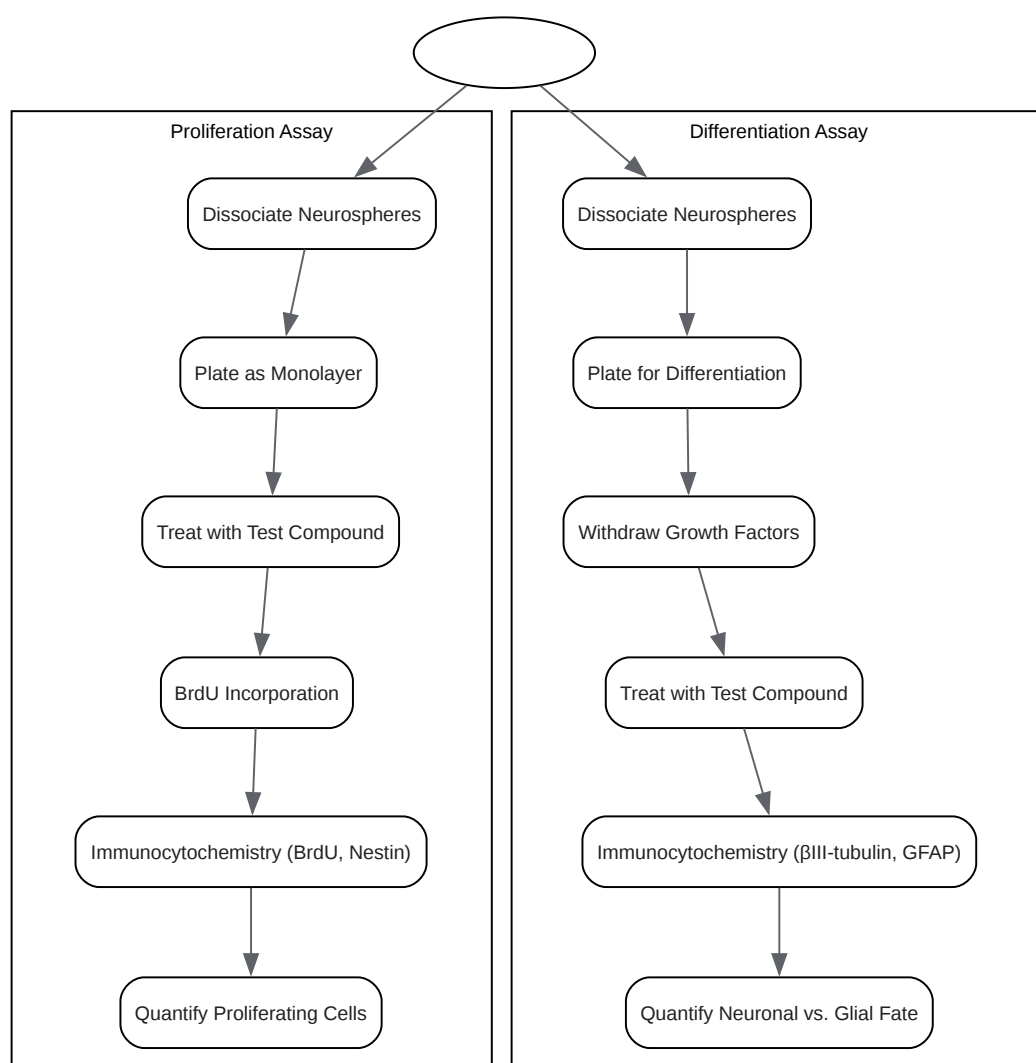 Proliferation Assay
Dissociate Neurospheres
Plate as Monolayer
Treat with Test Compound
BrdU Incorporation
Immunocytochemistry (BrdU, Nestin)
Quantify Proliferating Cells
Differentiation Assay
Dissociate Neurospheres
Plate for Differentiation
Withdraw Growth Factors
Treat with Test Compound
Immunocytochemistry (βIII-tubulin, GFAP)
Quantify Neuronal vs. Glial Fate